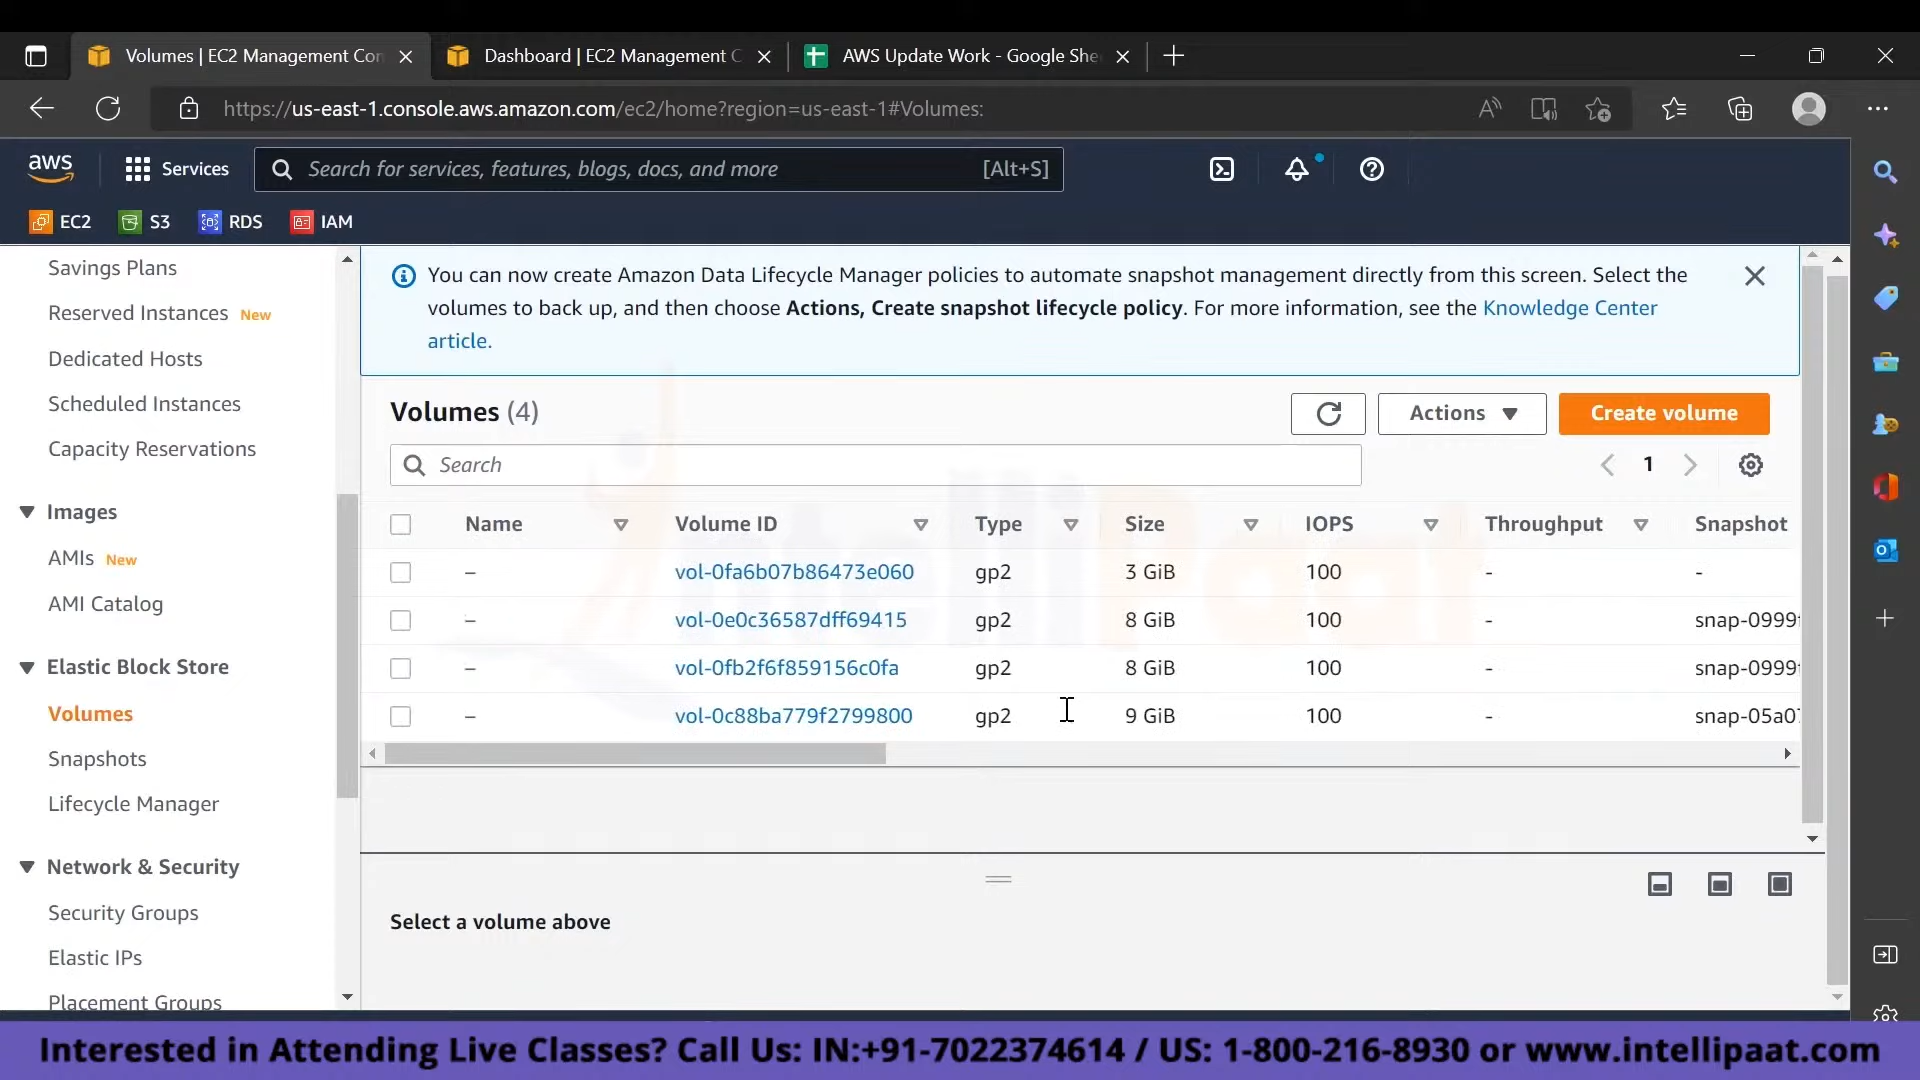 Volumes | EC2 Management Con
Dashboard | EC2 Management C
AWS Update Work - Google She
https://us-east-1.console.aws.amazon.com/ec2/home?region=us-east-1#Volumes:
aws
Services
Search for services, features, blogs, docs, and more [Alt+S]
EC2 S3 RDS IAM
Savings Plans
Reserved Instances New
Dedicated Hosts
Scheduled Instances
Capacity Reservations
Images
AMIs New
AMI Catalog
Elastic Block Store
Volumes
Snapshots
Lifecycle Manager
Network & Security
Security Groups
Elastic IPs
Placement Groups
You can now create Amazon Data Lifecycle Manager policies to automate snapshot management directly from this screen. Select the
volumes to back up, and then choose Actions, Create snapshot lifecycle policy. For more information, see the Knowledge Center
article.
Volumes (4)
Actions
Create volume
Search
1
Name Volume ID Type Size IOPS Throughput Snapshot
– vol-0fa6b07b86473e060 gp2 3 GiB 100 - -
– vol-0e0c36587dff69415 gp2 8 GiB 100 - snap-0999f
– vol-0fb2f6f859156c0fa gp2 8 GiB 100 - snap-0999f
– vol-0c88ba779f2799800 gp2 9 GiB 100 - snap-05a07
Select a volume above
intelliPaat
Interested in Attending Live Classes? Call Us: IN:+91-7022374614 / US: 1-800-216-8930 or www.intellipaat.com